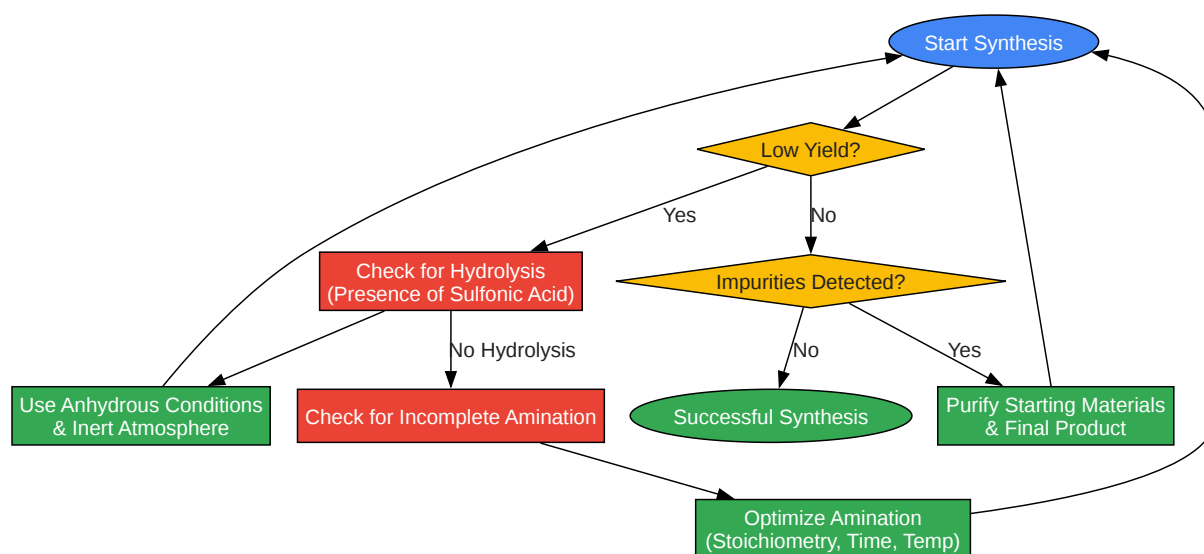 Start Synthesis
Low Yield?
Yes
No
Check for Hydrolysis
(Presence of Sulfonic Acid)
Impurities Detected?
No Hydrolysis
No
Yes
Use Anhydrous Conditions
& Inert Atmosphere
Check for Incomplete Amination
Successful Synthesis
Purify Starting Materials
& Final Product
Optimize Amination
(Stoichiometry, Time, Temp)